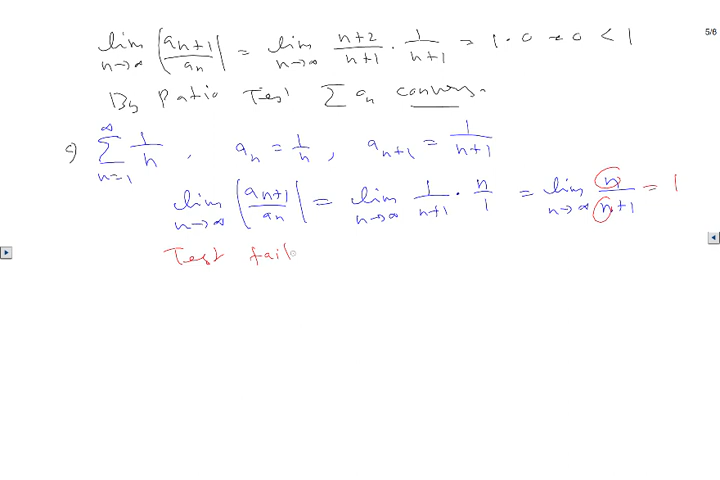 lim n→∞ |an+1/an| = lim n→∞ n+2/n+1 · 1/n+1 = 1 · 0 = 0 < 1
5/6
By Ratio Test Σ an convers.
∞ Σ n=1 1/n , an = 1/n , an+1 = 1/n+1
lim n→∞ |an+1/an| = lim n→∞ 1/n+1 · n/1 = lim n→∞ n/n+1 = 1
Test fail